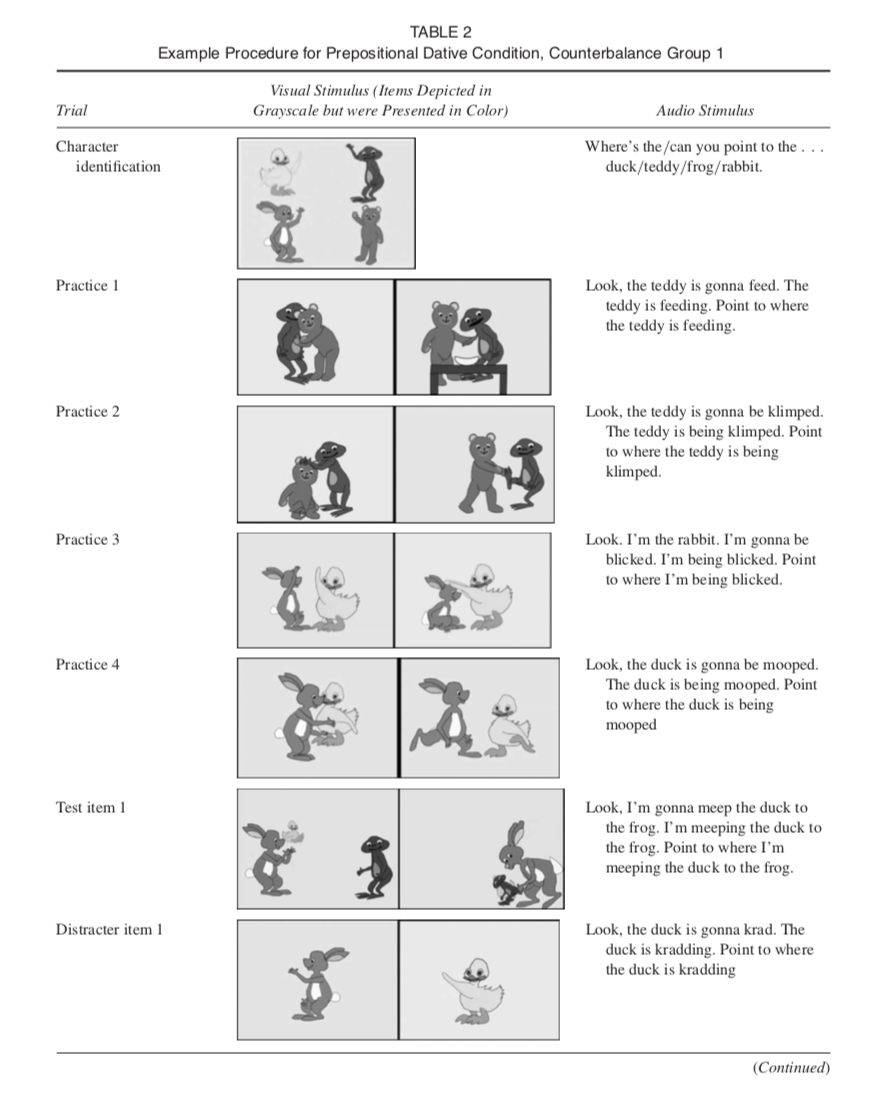 TABLE 2
Example Procedure for Prepositional Dative Condition, Counterbalance Group 1
Visual Stimulus (Items Depicted in
Trial Grayscale but were Presented in Color) Audio Stimulus
Character
identification
Where's the/can you point to the . . .
duck/teddy/frog/rabbit.
Practice 1
Look, the teddy is gonna feed. The
teddy is feeding. Point to where
the teddy is feeding.
Practice 2
Look, the teddy is gonna be klimped.
The teddy is being klimped. Point
to where the teddy is being
klimped.
Practice 3
Look. I'm the rabbit. I'm gonna be
blicked. I'm being blicked. Point
to where I'm being blicked.
Practice 4
Look, the duck is gonna be mooped.
The duck is being mooped. Point
to where the duck is being
mooped
Test item 1
Look, I'm gonna meep the duck to
the frog. I'm meeping the duck to
the frog. Point to where I'm
meeping the duck to the frog.
Distracter item 1
Look, the duck is gonna krad. The
duck is kradding. Point to where
the duck is kradding
(Continued)